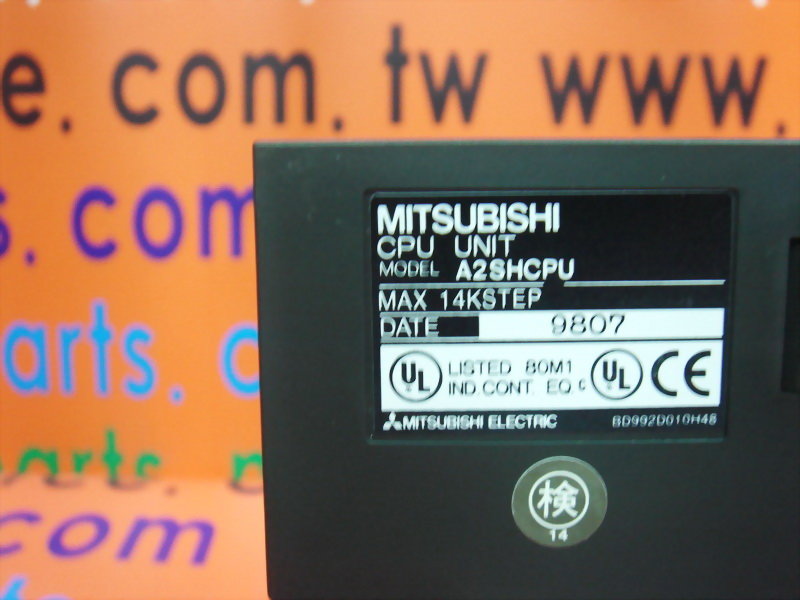 e.com.tw www.
s.com
arts.
parts.
com
MITSUBISHI
CPU UNIT
MODEL A2SHCPU
MAX 14KSTEP
DATE 9807
UL LISTED 80M1 c UL CE
IND.CONT.EQ.
MITSUBISHI ELECTRIC BD992D010H48
検
14